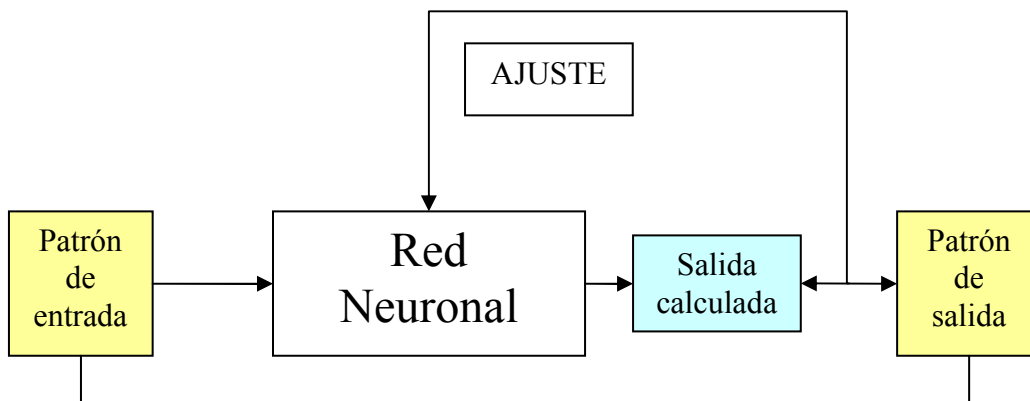 AJUSTE
Patrón
de
entrada
Red
Neuronal
Salida
calculada
Patrón
de
salida